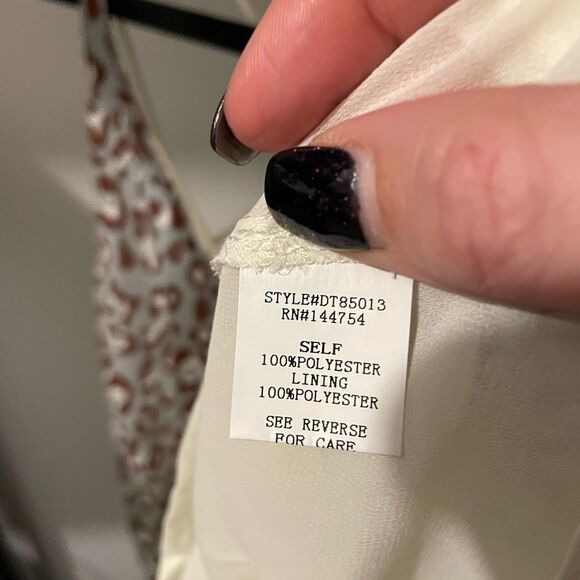 STYLE#DT85013
RN#144754
SELF
100%POLYESTER
LINING
100%POLYESTER
SEE REVERSE
FOR CARE